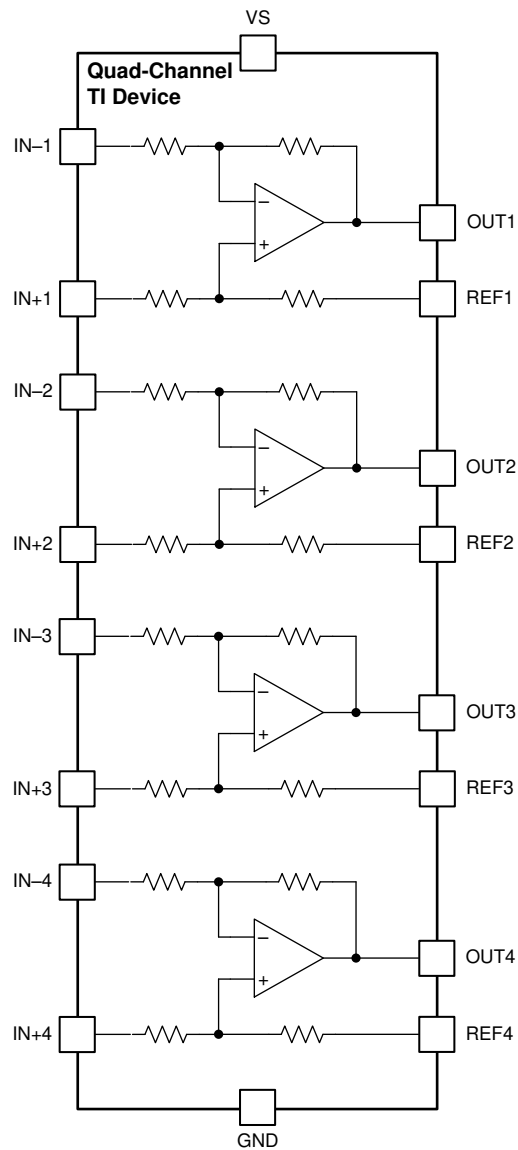 VS
Quad-Channel
TI Device
IN–1
OUT1
IN+1
REF1
IN–2
OUT2
IN+2
REF2
IN–3
OUT3
IN+3
REF3
IN–4
OUT4
IN+4
REF4
GND